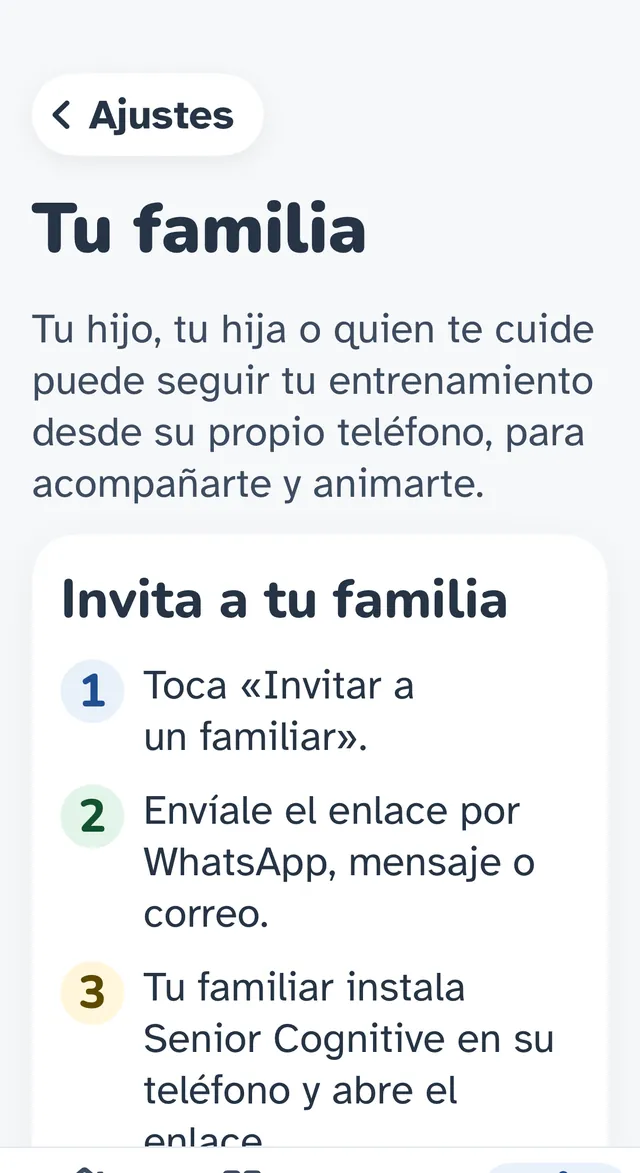 Ajustes
Tu familia
Tu hijo, tu hija o quien te cuide
puede seguir tu entrenamiento
desde su propio teléfono, para
acompañarte y animarte.
Invita a tu familia
1 Toca «Invitar a
un familiar».
2 Envíale el enlace por
WhatsApp, mensaje o
correo.
3 Tu familiar instala
Senior Cognitive en su
teléfono y abre el
enlace.